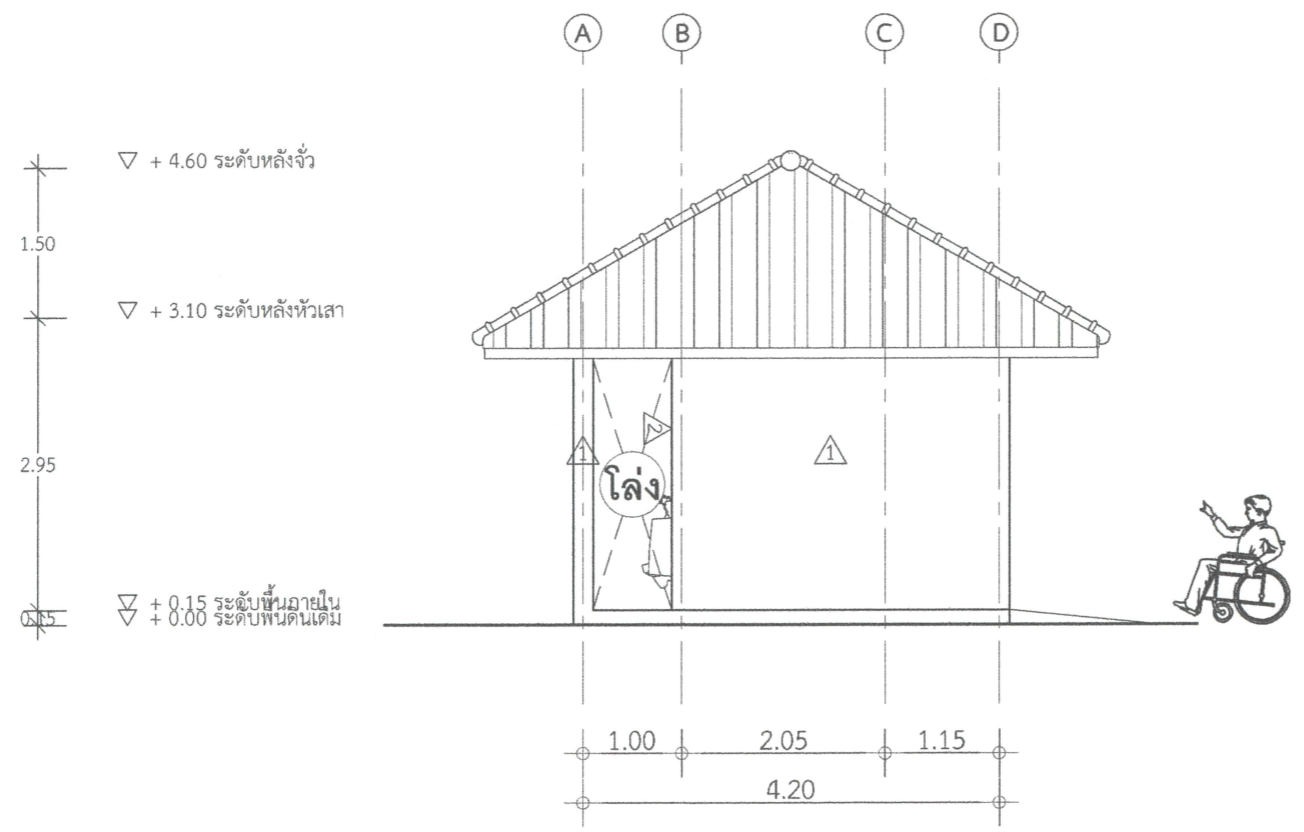 A B C D
+ 4.60 ระดับหลังจั่ว
1.50
+ 3.10 ระดับหลังหัวเสา
2.95
1 2 1
โล่ง
+ 0.15 ระดับพื้นภายใน
0.15
+ 0.00 ระดับพื้นดินเดิม
1.00 2.05 1.15
4.20